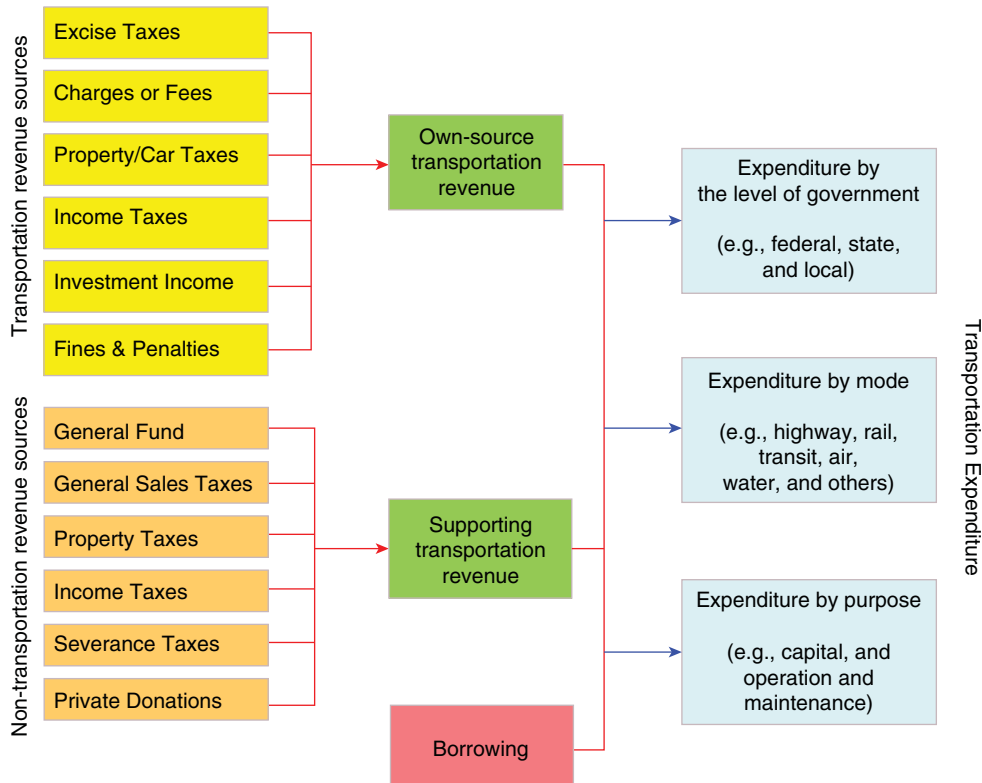 Transportation revenue sources
Excise Taxes
Charges or Fees
Property/Car Taxes
Income Taxes
Investment Income
Fines & Penalties
Non-transportation revenue sources
General Fund
General Sales Taxes
Property Taxes
Income Taxes
Severance Taxes
Private Donations
Own-source
transportation
revenue
Supporting
transportation
revenue
Borrowing
Expenditure by
the level of government
(e.g., federal, state,
and local)
Expenditure by mode
(e.g., highway, rail,
transit, air,
water, and others)
Expenditure by purpose
(e.g., capital, and
operation and
maintenance)
Transportation Expenditure